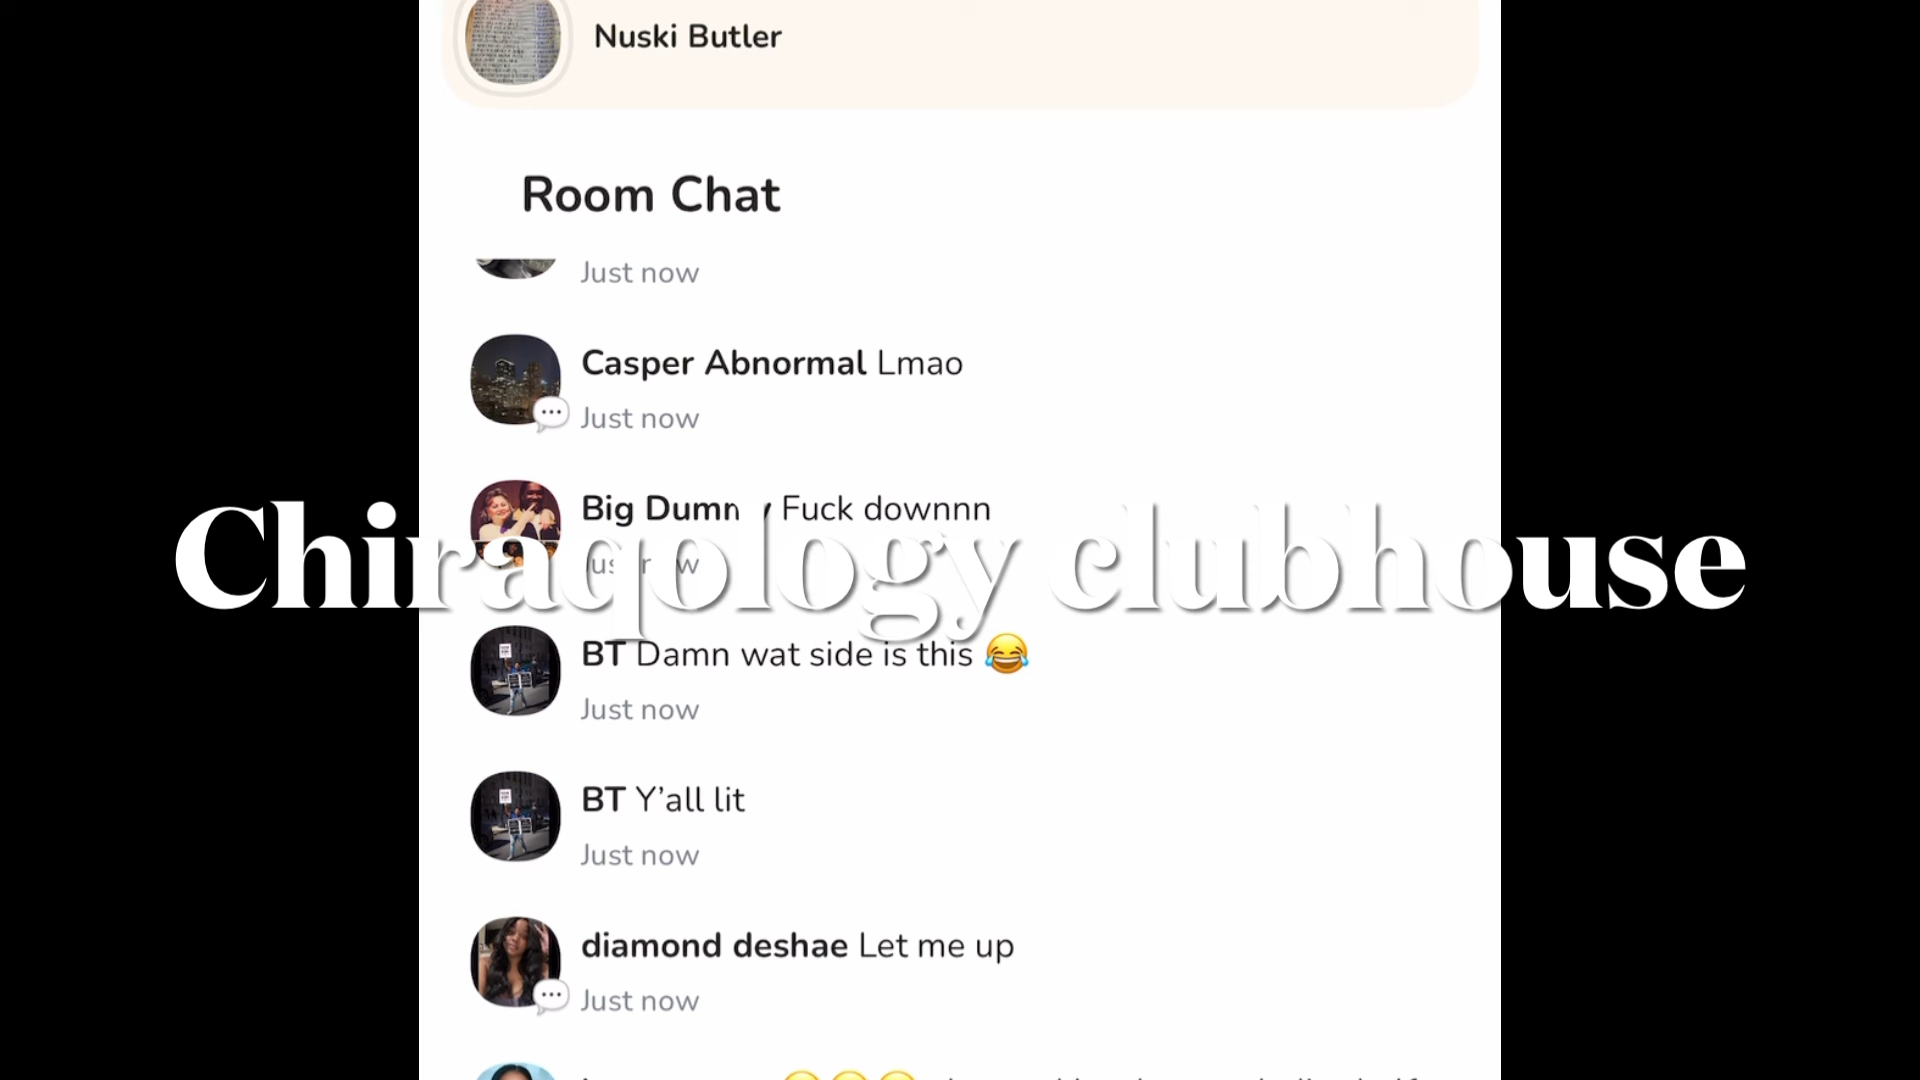 Nuski Butler
Room Chat
Just now
Casper Abnormal Lmao
Just now
Fuck downnn
Big
Chiraqology clubhouse
BT Damn wat side is this 😂
Just now
BT Y’all lit
Just now
diamond deshae Let me up
Just now